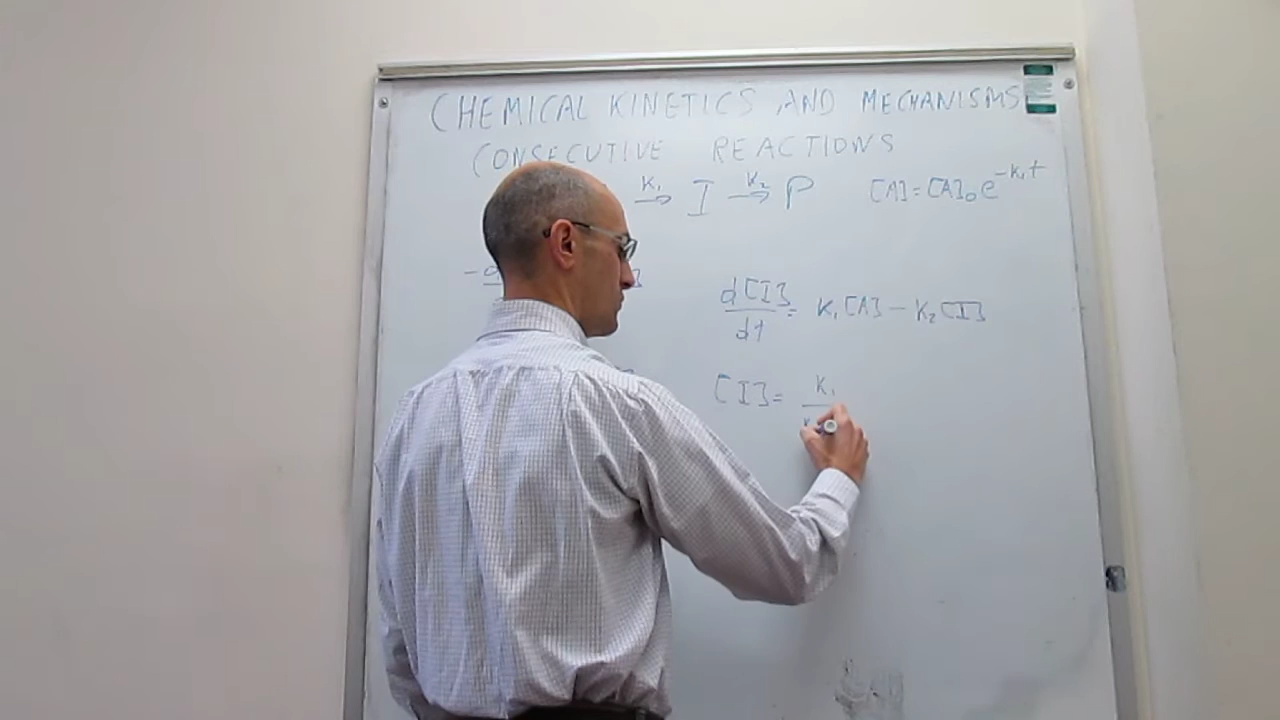 CHEMICAL KINETICS AND MECHANISMS
CONSECUTIVE REACTIONS
K₁→ I K₂→ P [A]=[A]₀e^-K₁t
d[I]/dt = K₁[A] - K₂[I]
[I] = K₁